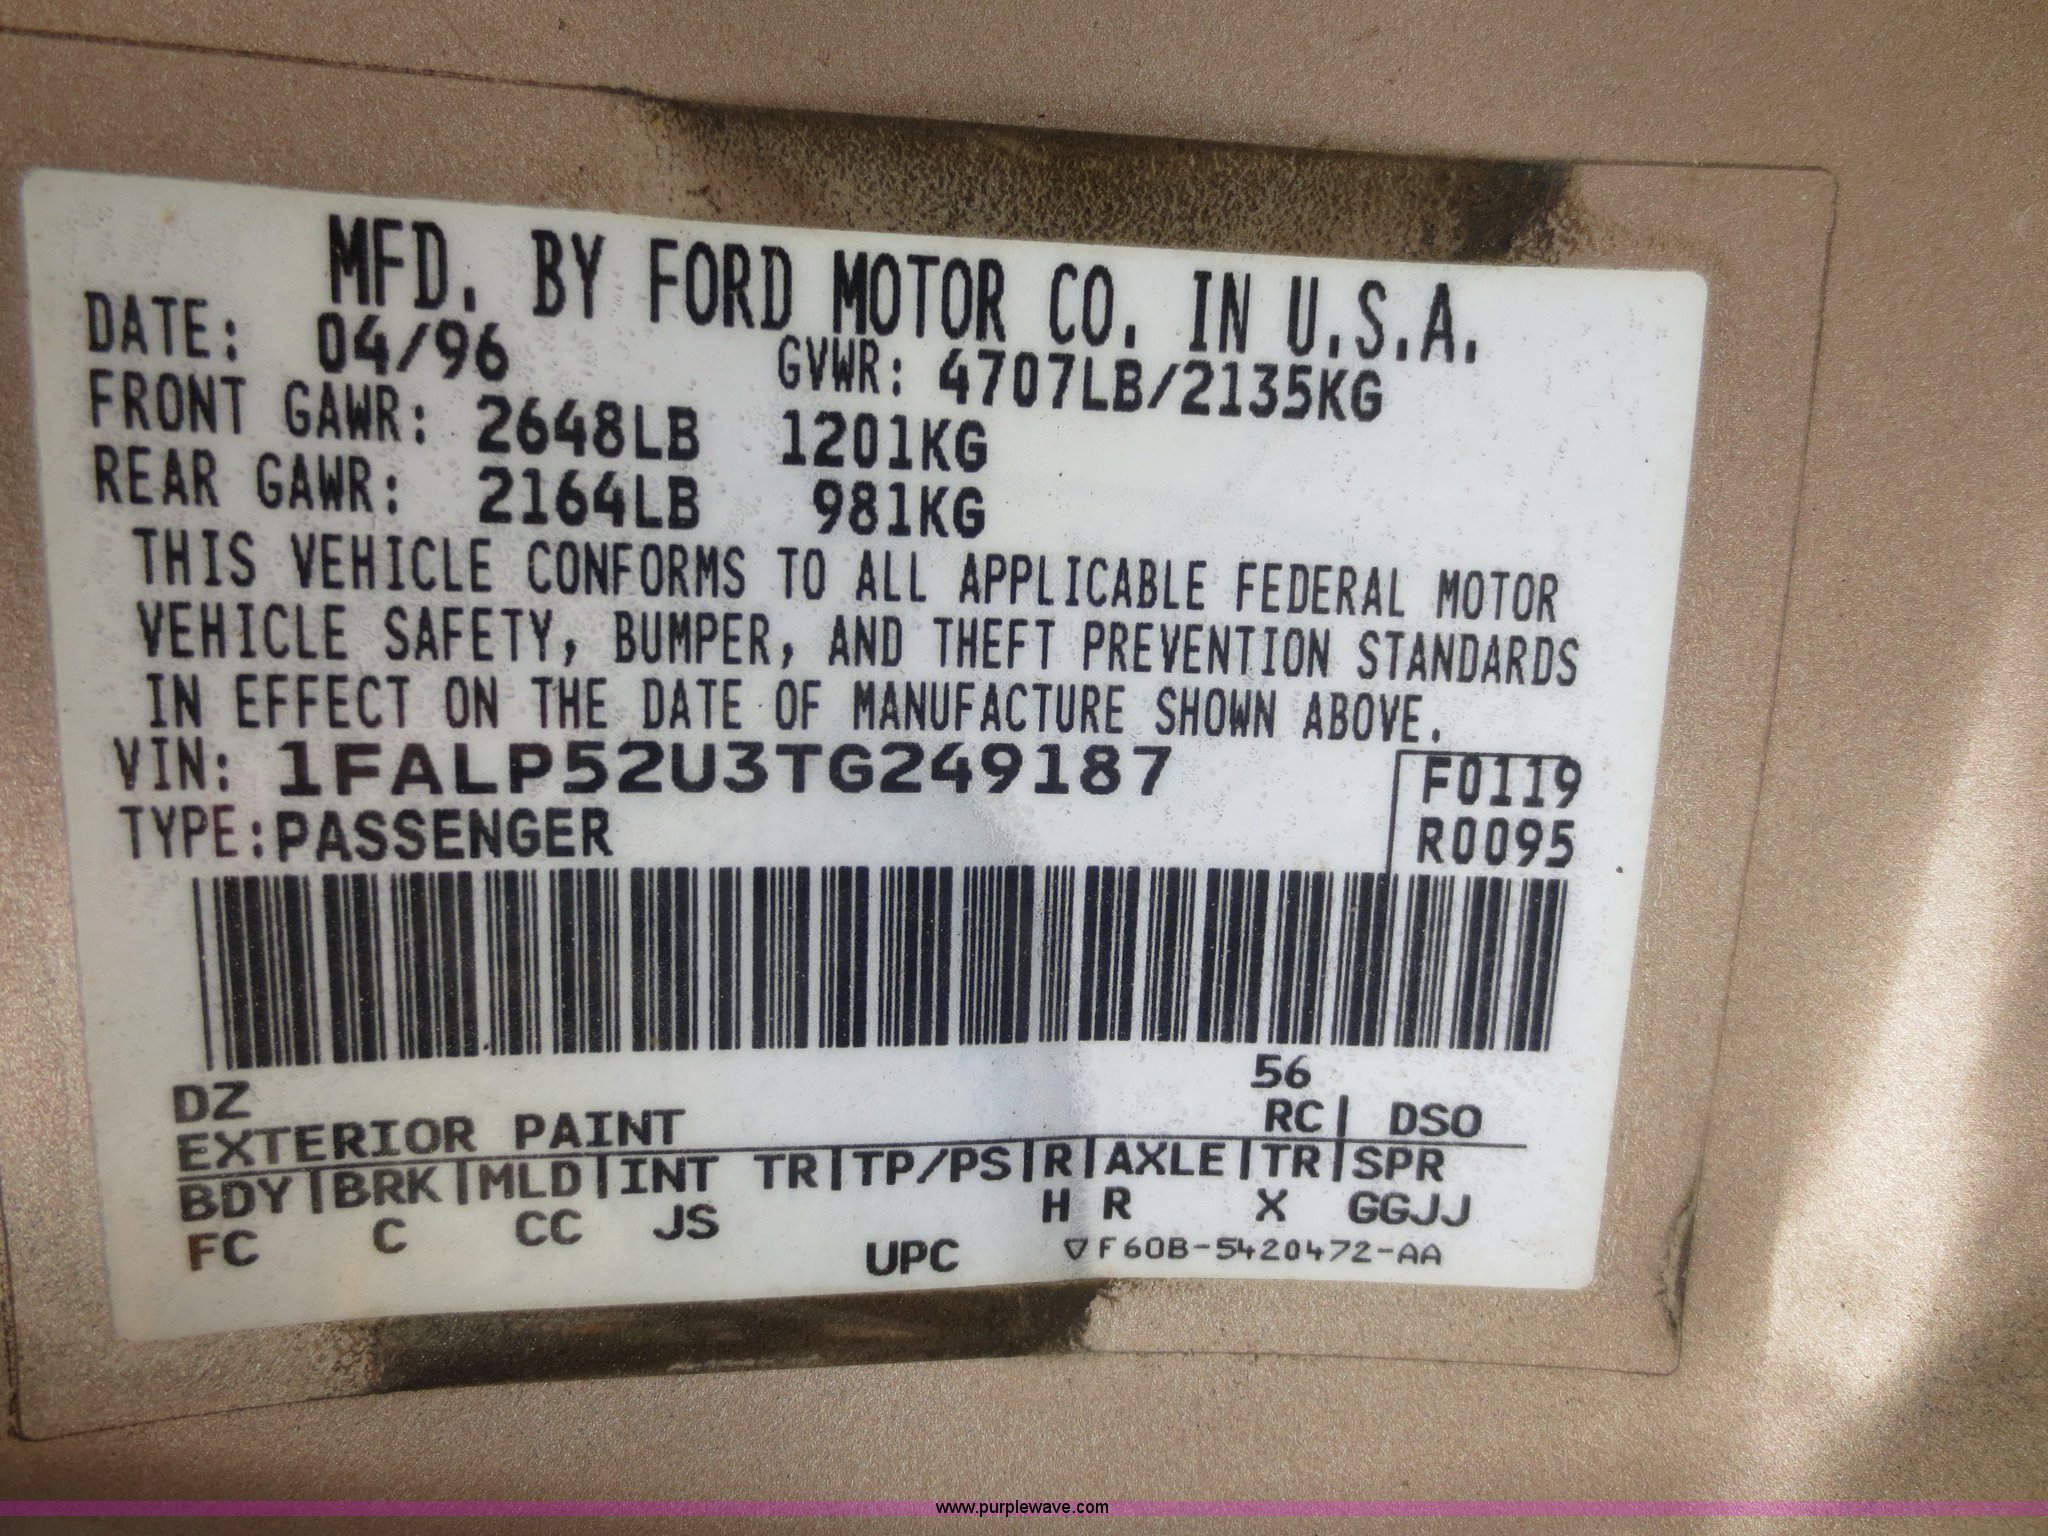 MFD. BY FORD MOTOR CO. IN U.S.A.
DATE: 04/96 GVWR: 4707LB/2135KG
FRONT GAWR: 2648LB 1201KG
REAR GAWR: 2164LB 981KG
THIS VEHICLE CONFORMS TO ALL APPLICABLE FEDERAL MOTOR
VEHICLE SAFETY, BUMPER, AND THEFT PREVENTION STANDARDS
IN EFFECT ON THE DATE OF MANUFACTURE SHOWN ABOVE.
VIN: 1FALP52U3TG249187 F0119
TYPE: PASSENGER R0095
DZ 56
EXTERIOR PAINT RC| DSO
BDY|BRK|MLD|INT TR|TP/PS|R|AXLE|TR|SPR
FC C CC JS H R X GGJJ
UPC ▽F60B-5420472-AA
www.purplewave.com